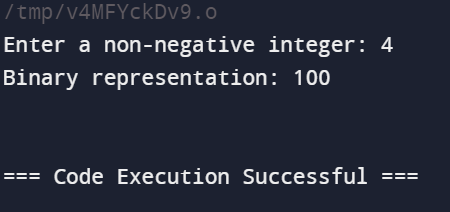 /tmp/v4MFYckDv9.o
Enter a non-negative integer: 4
Binary representation: 100
=== Code Execution Successful ===